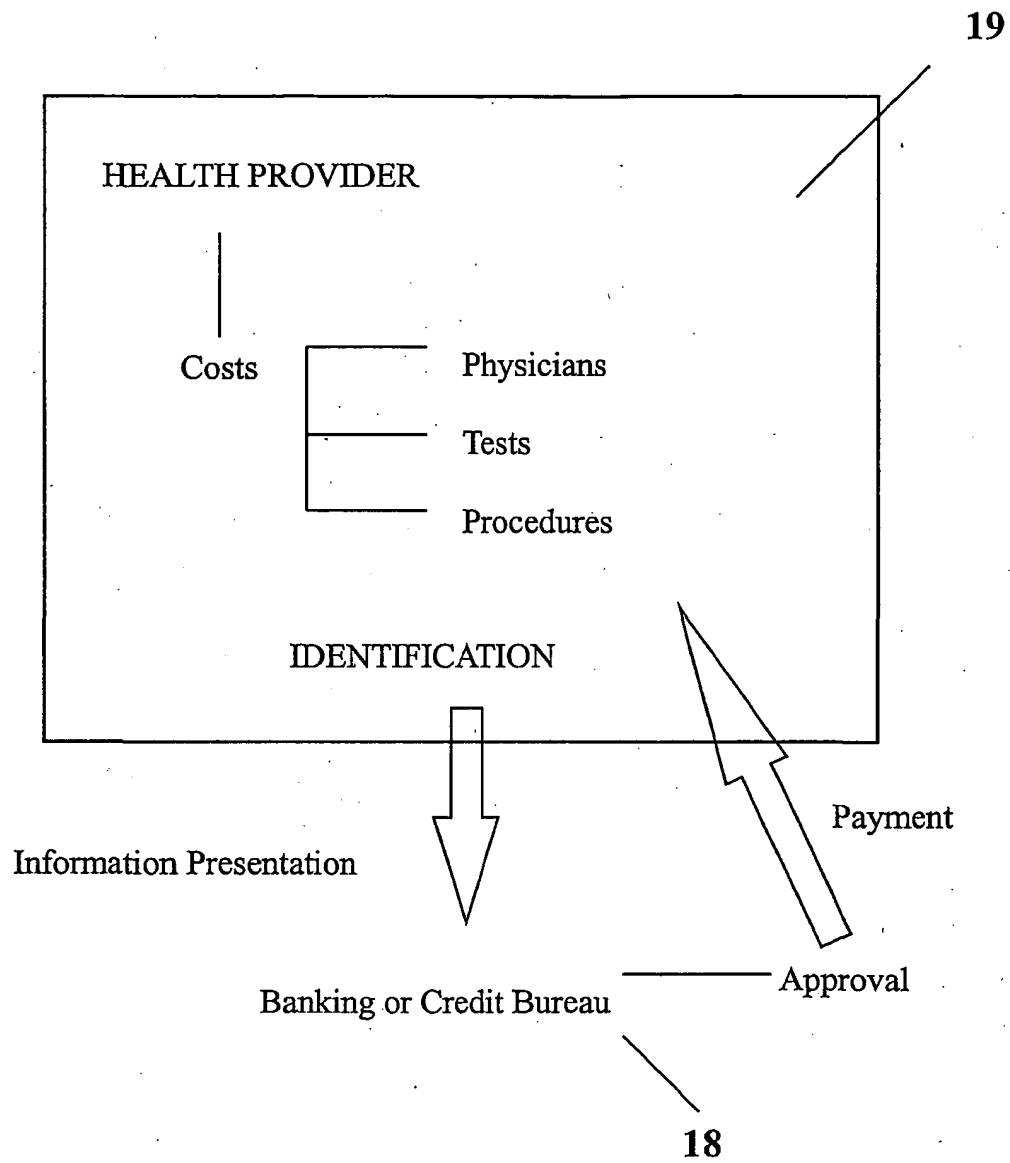 19
HEALTH PROVIDER
Costs
Physicians
Tests
Procedures
IDENTIFICATION
Payment
Information Presentation
Approval
Banking or Credit Bureau
18